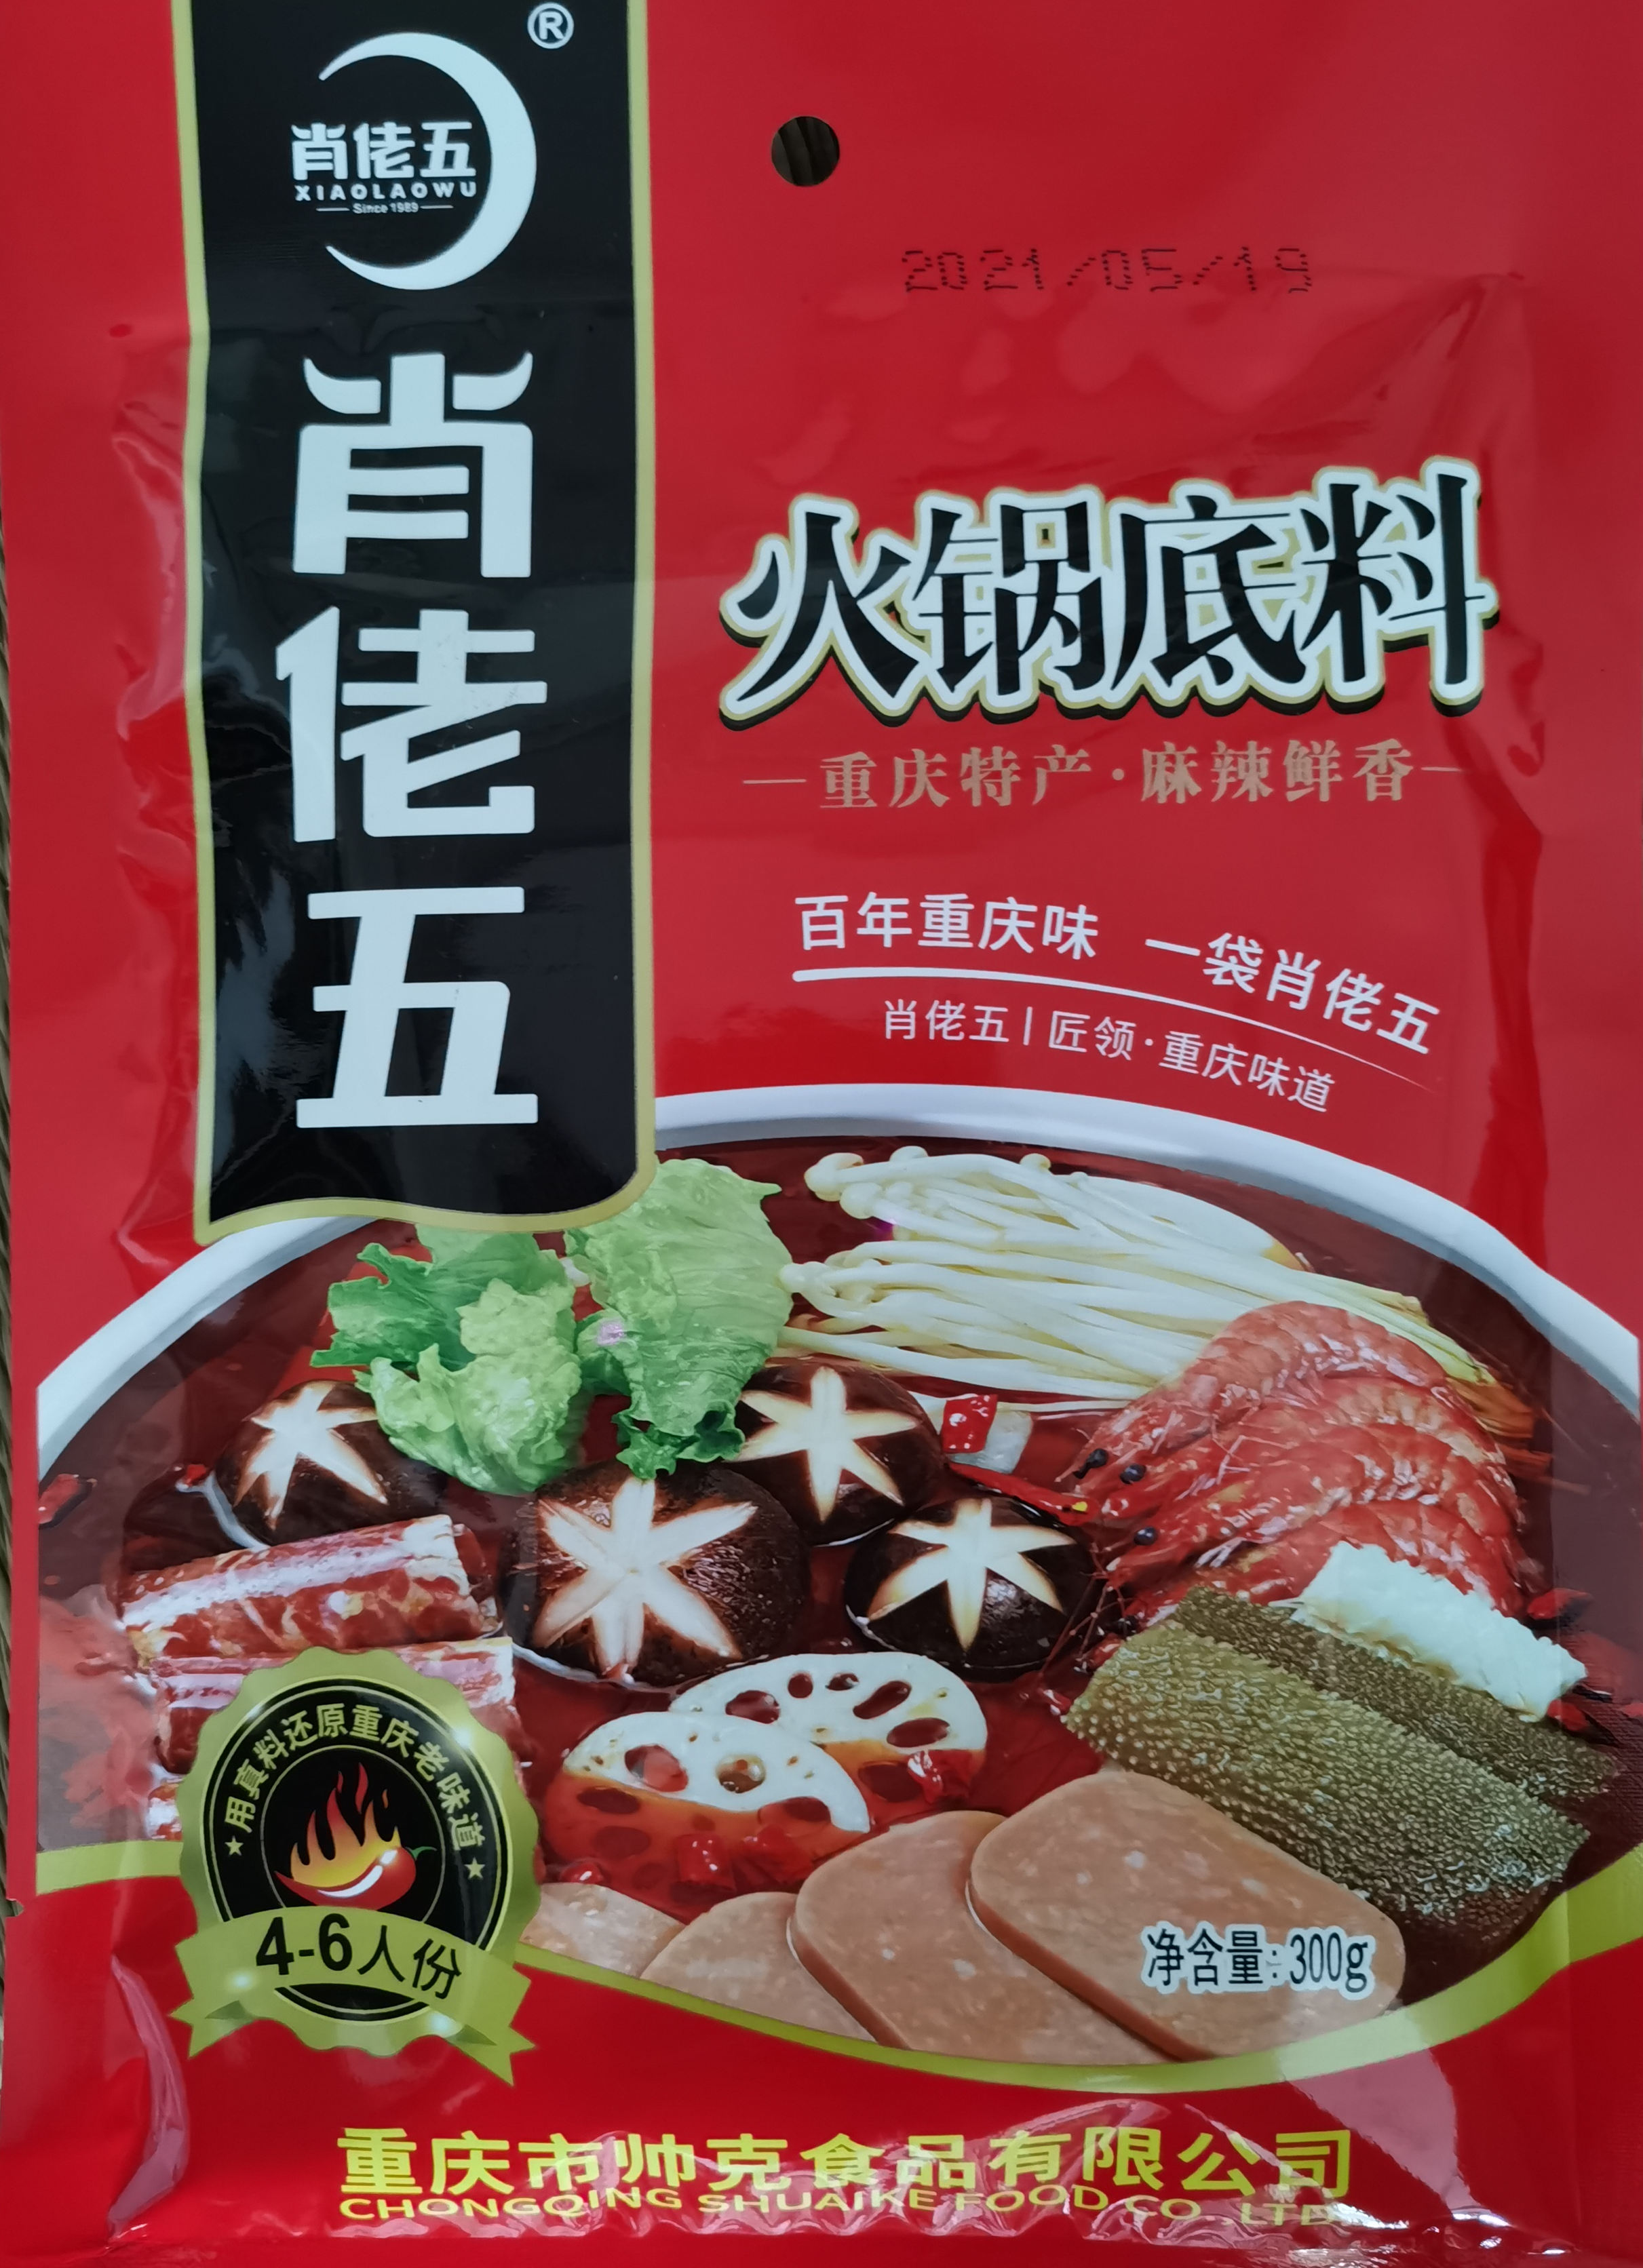 ®
肖佬五
XIAOLAOWU
Since 1989
肖佬五
2021/05/19
火锅底料
重庆特产·麻辣鲜香
百年重庆味 一袋肖佬五
肖佬五|匠领·重庆味道
用真料还原重庆老味道
4-6人份
净含量:300g
重庆市帅克食品有限公司
CHONGQING SHUAIKE FOOD CO. LTD